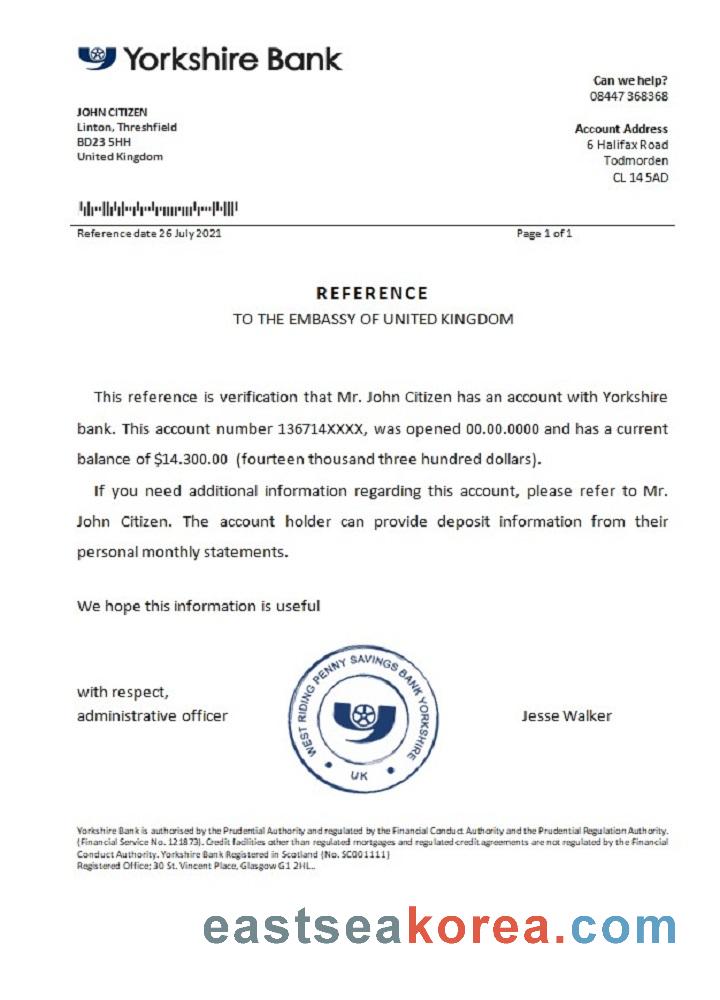 Yorkshire Bank
Can we help?
08447 368368
JOHN CITIZEN
Linton, Threshfield
BD23 5HH
United Kingdom
Account Address
6 Halifax Road
Todmorden
CL 14 5AD
Reference date 26 July 2021
Page 1 of 1
REFERENCE
TO THE EMBASSY OF UNITED KINGDOM
This reference is verification that Mr. John Citizen has an account with Yorkshire
bank. This account number 136714XXXX, was opened 00.00.0000 and has a current
balance of $14.300.00 (fourteen thousand three hundred dollars).
If you need additional information regarding this account, please refer to Mr.
John Citizen. The account holder can provide deposit information from their
personal monthly statements.
We hope this information is useful
with respect,
administrative officer
WEST RIDING PENNY SAVINGS BANK YORKSHIRE
UK
Jesse Walker
Yorkshire Bank is authorised by the Prudential Authority and regulated by the Financial Conduct Authority and the Prudential Regulation Authority.
(Financial Service No. 121873). Credit facilities other than regulated mortgages and regulated credit agreements are not regulated by the Financial
Conduct Authority. Yorkshire Bank Registered in Scotland (No. SC001111)
Registered Office; 30 St. Vincent Place, Glasgow G1 2HL..
eastseakorea.com